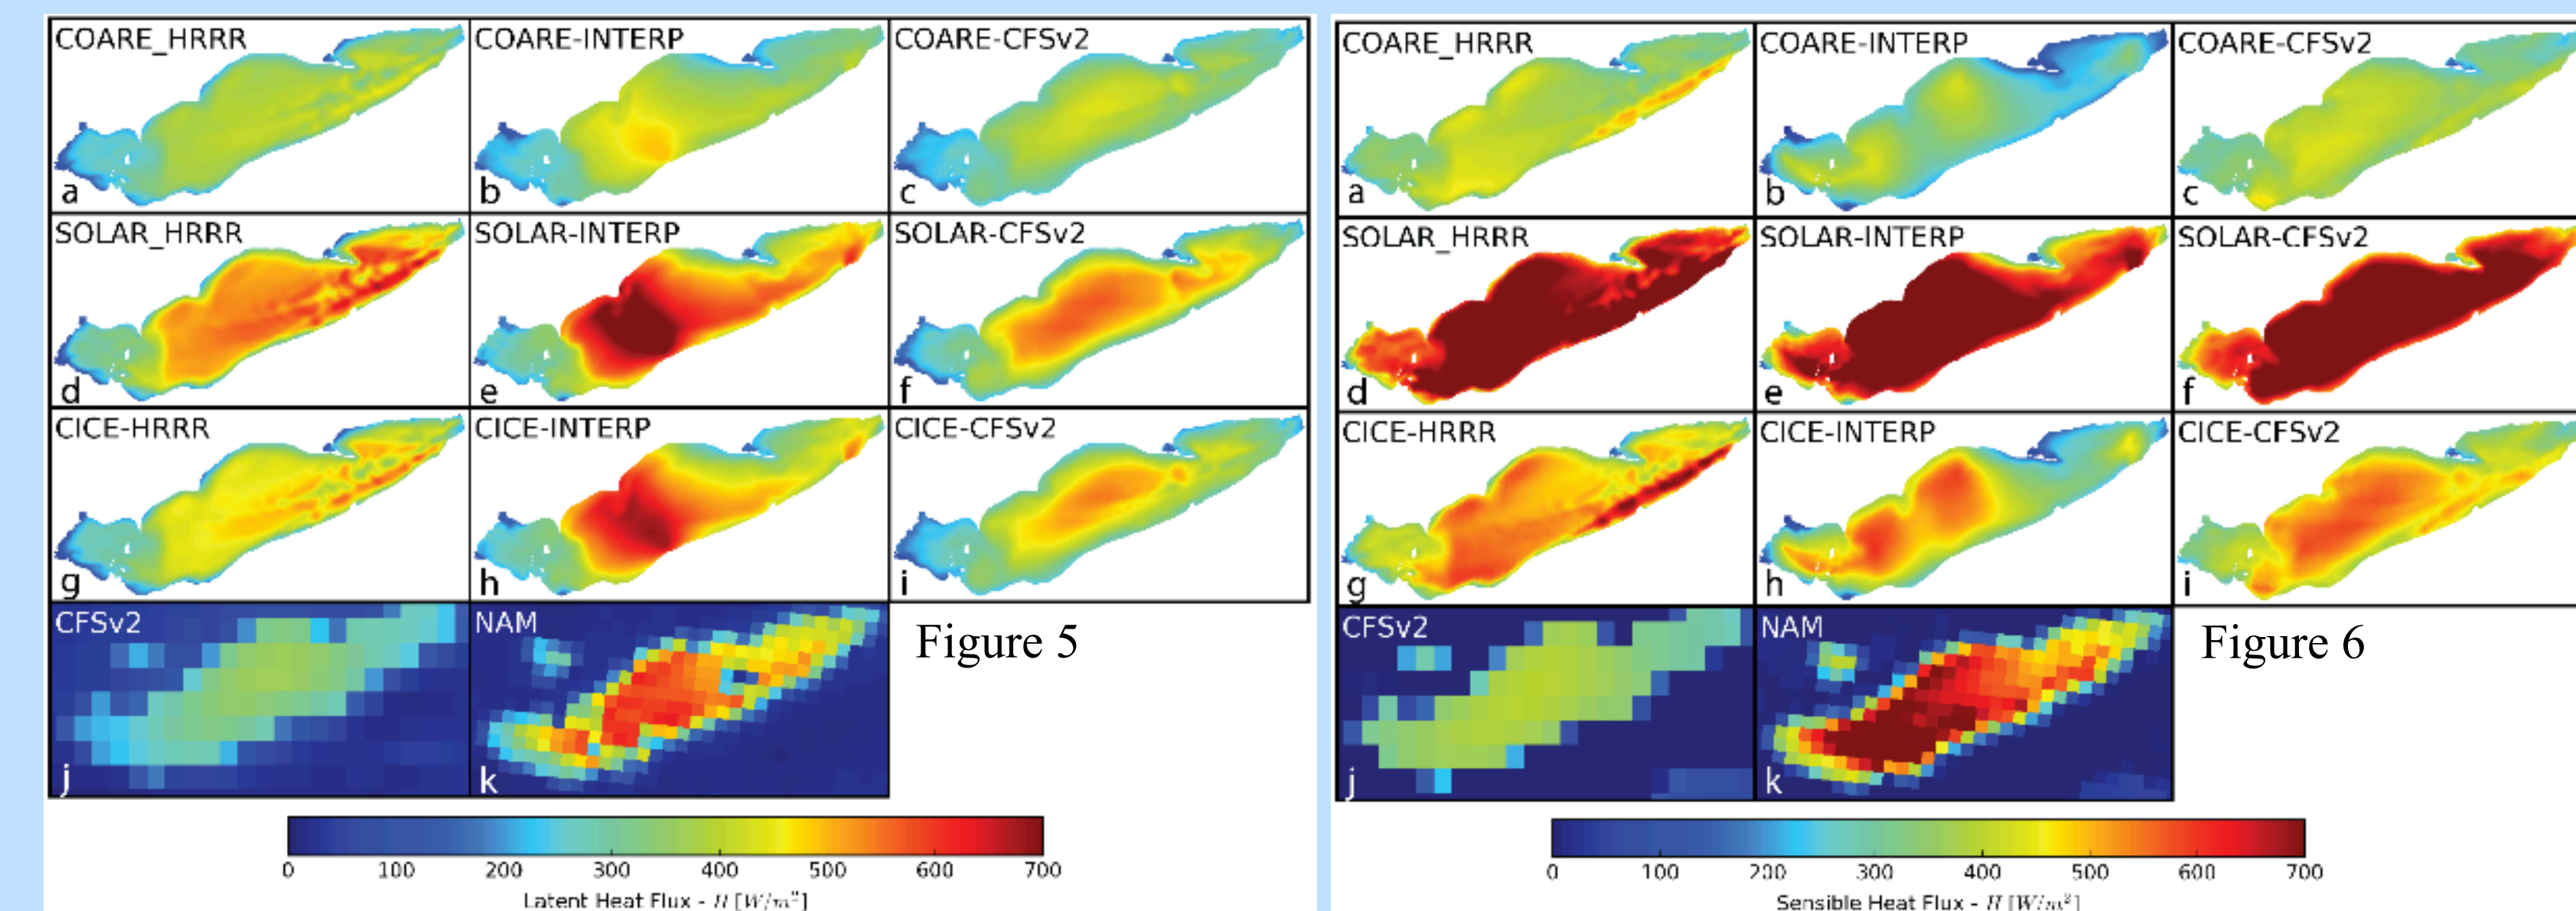 COARE_HRRR
COARE-INTERP
COARE-CFSv2
a
b
c
SOLAR_HRRR
SOLAR-INTERP
SOLAR-CFSv2
d
e
f
CICE-HRRR
CICE-INTERP
CICE-CFSv2
g
h
i
CFSv2
NAM
Figure 5
j
k
0 100 200 300 400 500 600 700
Latent Heat Flux - H [W/m²]
COARE_HRRR
COARE-INTERP
COARE-CFSv2
a
b
c
SOLAR_HRRR
SOLAR-INTERP
SOLAR-CFSv2
d
e
f
CICE-HRRR
CICE-INTERP
CICE-CFSv2
g
h
i
CFSv2
NAM
Figure 6
j
k
0 100 200 300 400 500 600 700
Sensible Heat Flux - H [W/m²]